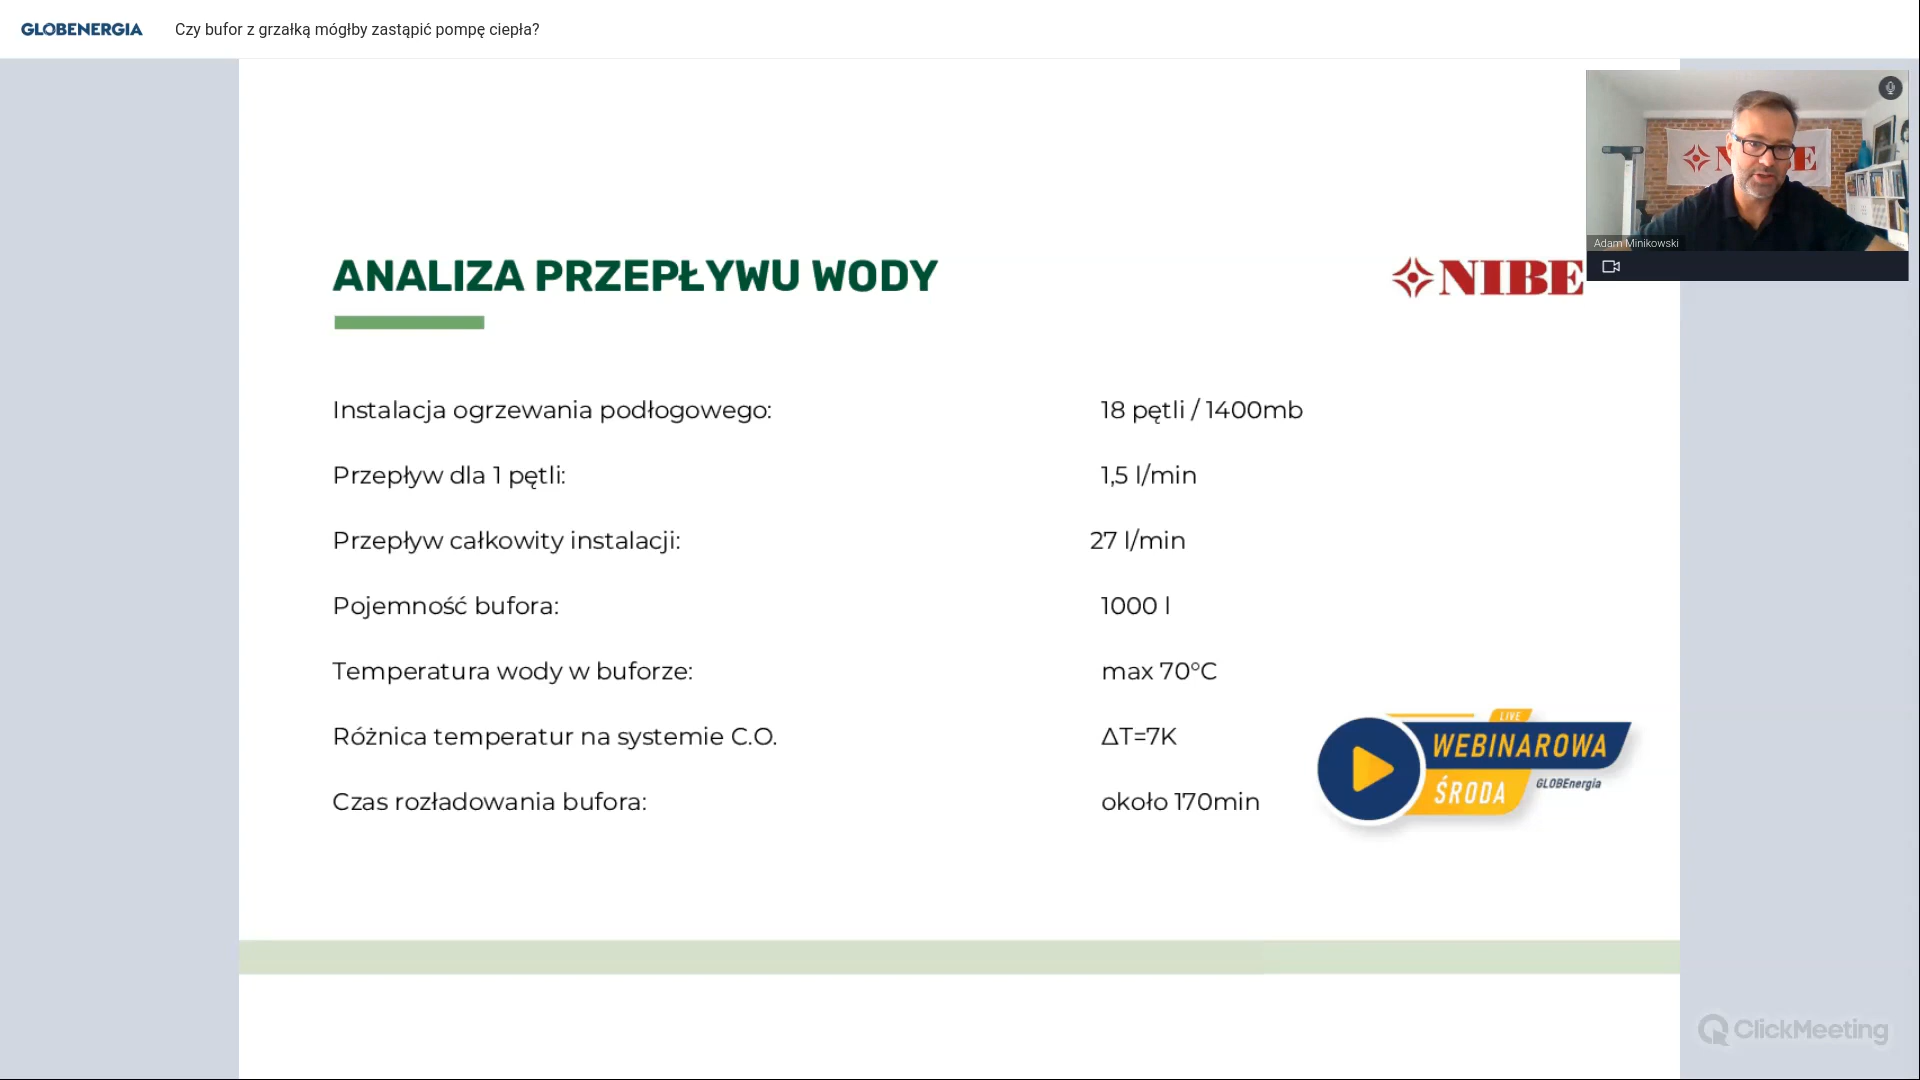 GLOBENERGIA Czy bufor z grzałką mógłby zastąpić pompę ciepła?
Adam Minikowski
ANALIZA PRZEPŁYWU WODY
NIBE
Instalacja ogrzewania podłogowego: 18 pętli / 1400mb
Przepływ dla 1 pętli: 1,5 l/min
Przepływ całkowity instalacji: 27 l/min
Pojemność bufora: 1000 l
Temperatura wody w buforze: max 70°C
Różnica temperatur na systemie C.O. ΔT=7K
Czas rozładowania bufora: około 170min
LIVE
WEBINAROWA
ŚRODA
GLOBEnergia
ClickMeeting